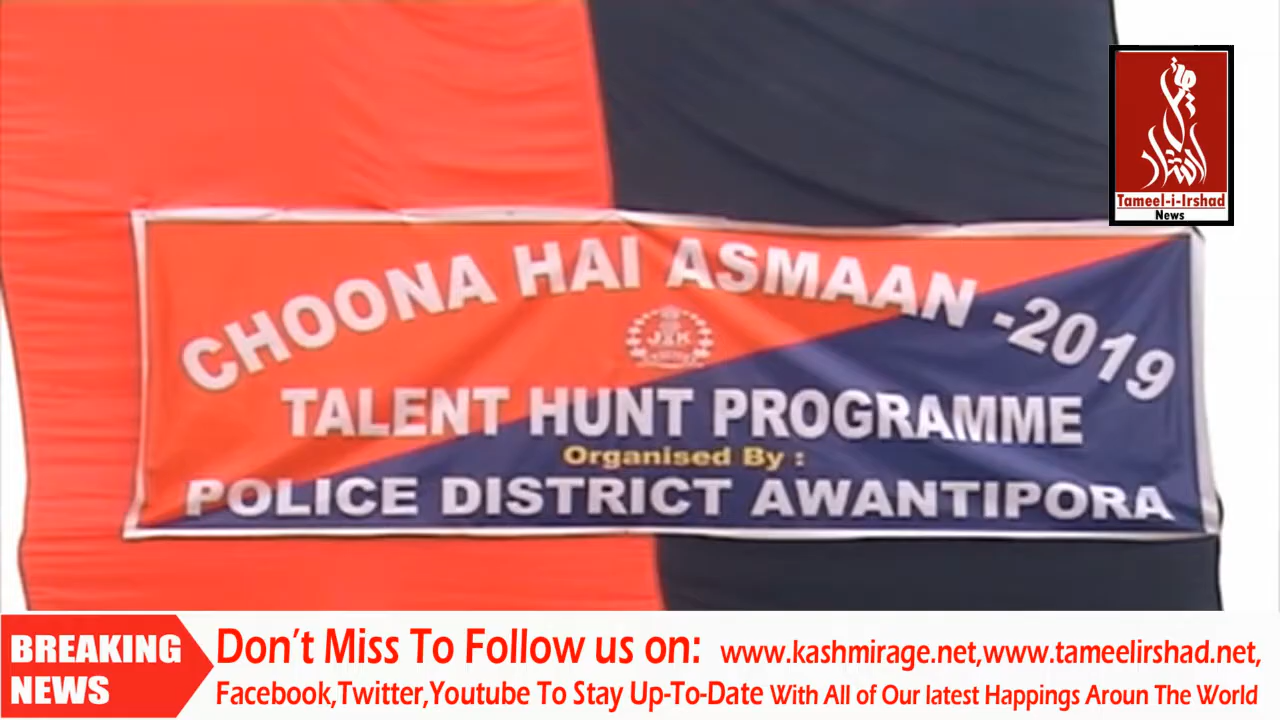 تعمیل ارشاد
Tameel-i-Irshad
News
CHOONA HAI ASMAAN -2019
J&K
TALENT HUNT PROGRAMME
Organised By :
POLICE DISTRICT AWANTIPORA
BREAKING
NEWS
Don't Miss To Follow us on: www.kashmirage.net,www.tameelirshad.net,
Facebook,Twitter,Youtube To Stay Up-To-Date With All of Our latest Happings Aroun The World